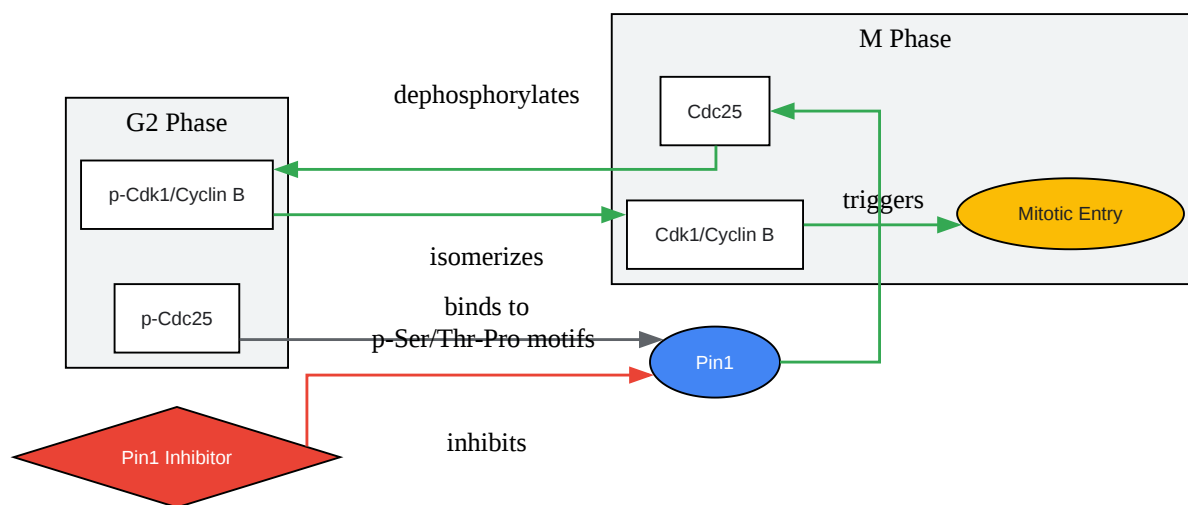 M Phase
dephosphorylates
Cdc25
G2 Phase
p-Cdk1/Cyclin B
triggers
Mitotic Entry
Cdk1/Cyclin B
isomerizes
binds to
p-Ser/Thr-Pro motifs
p-Cdc25
Pin1
inhibits
Pin1 Inhibitor